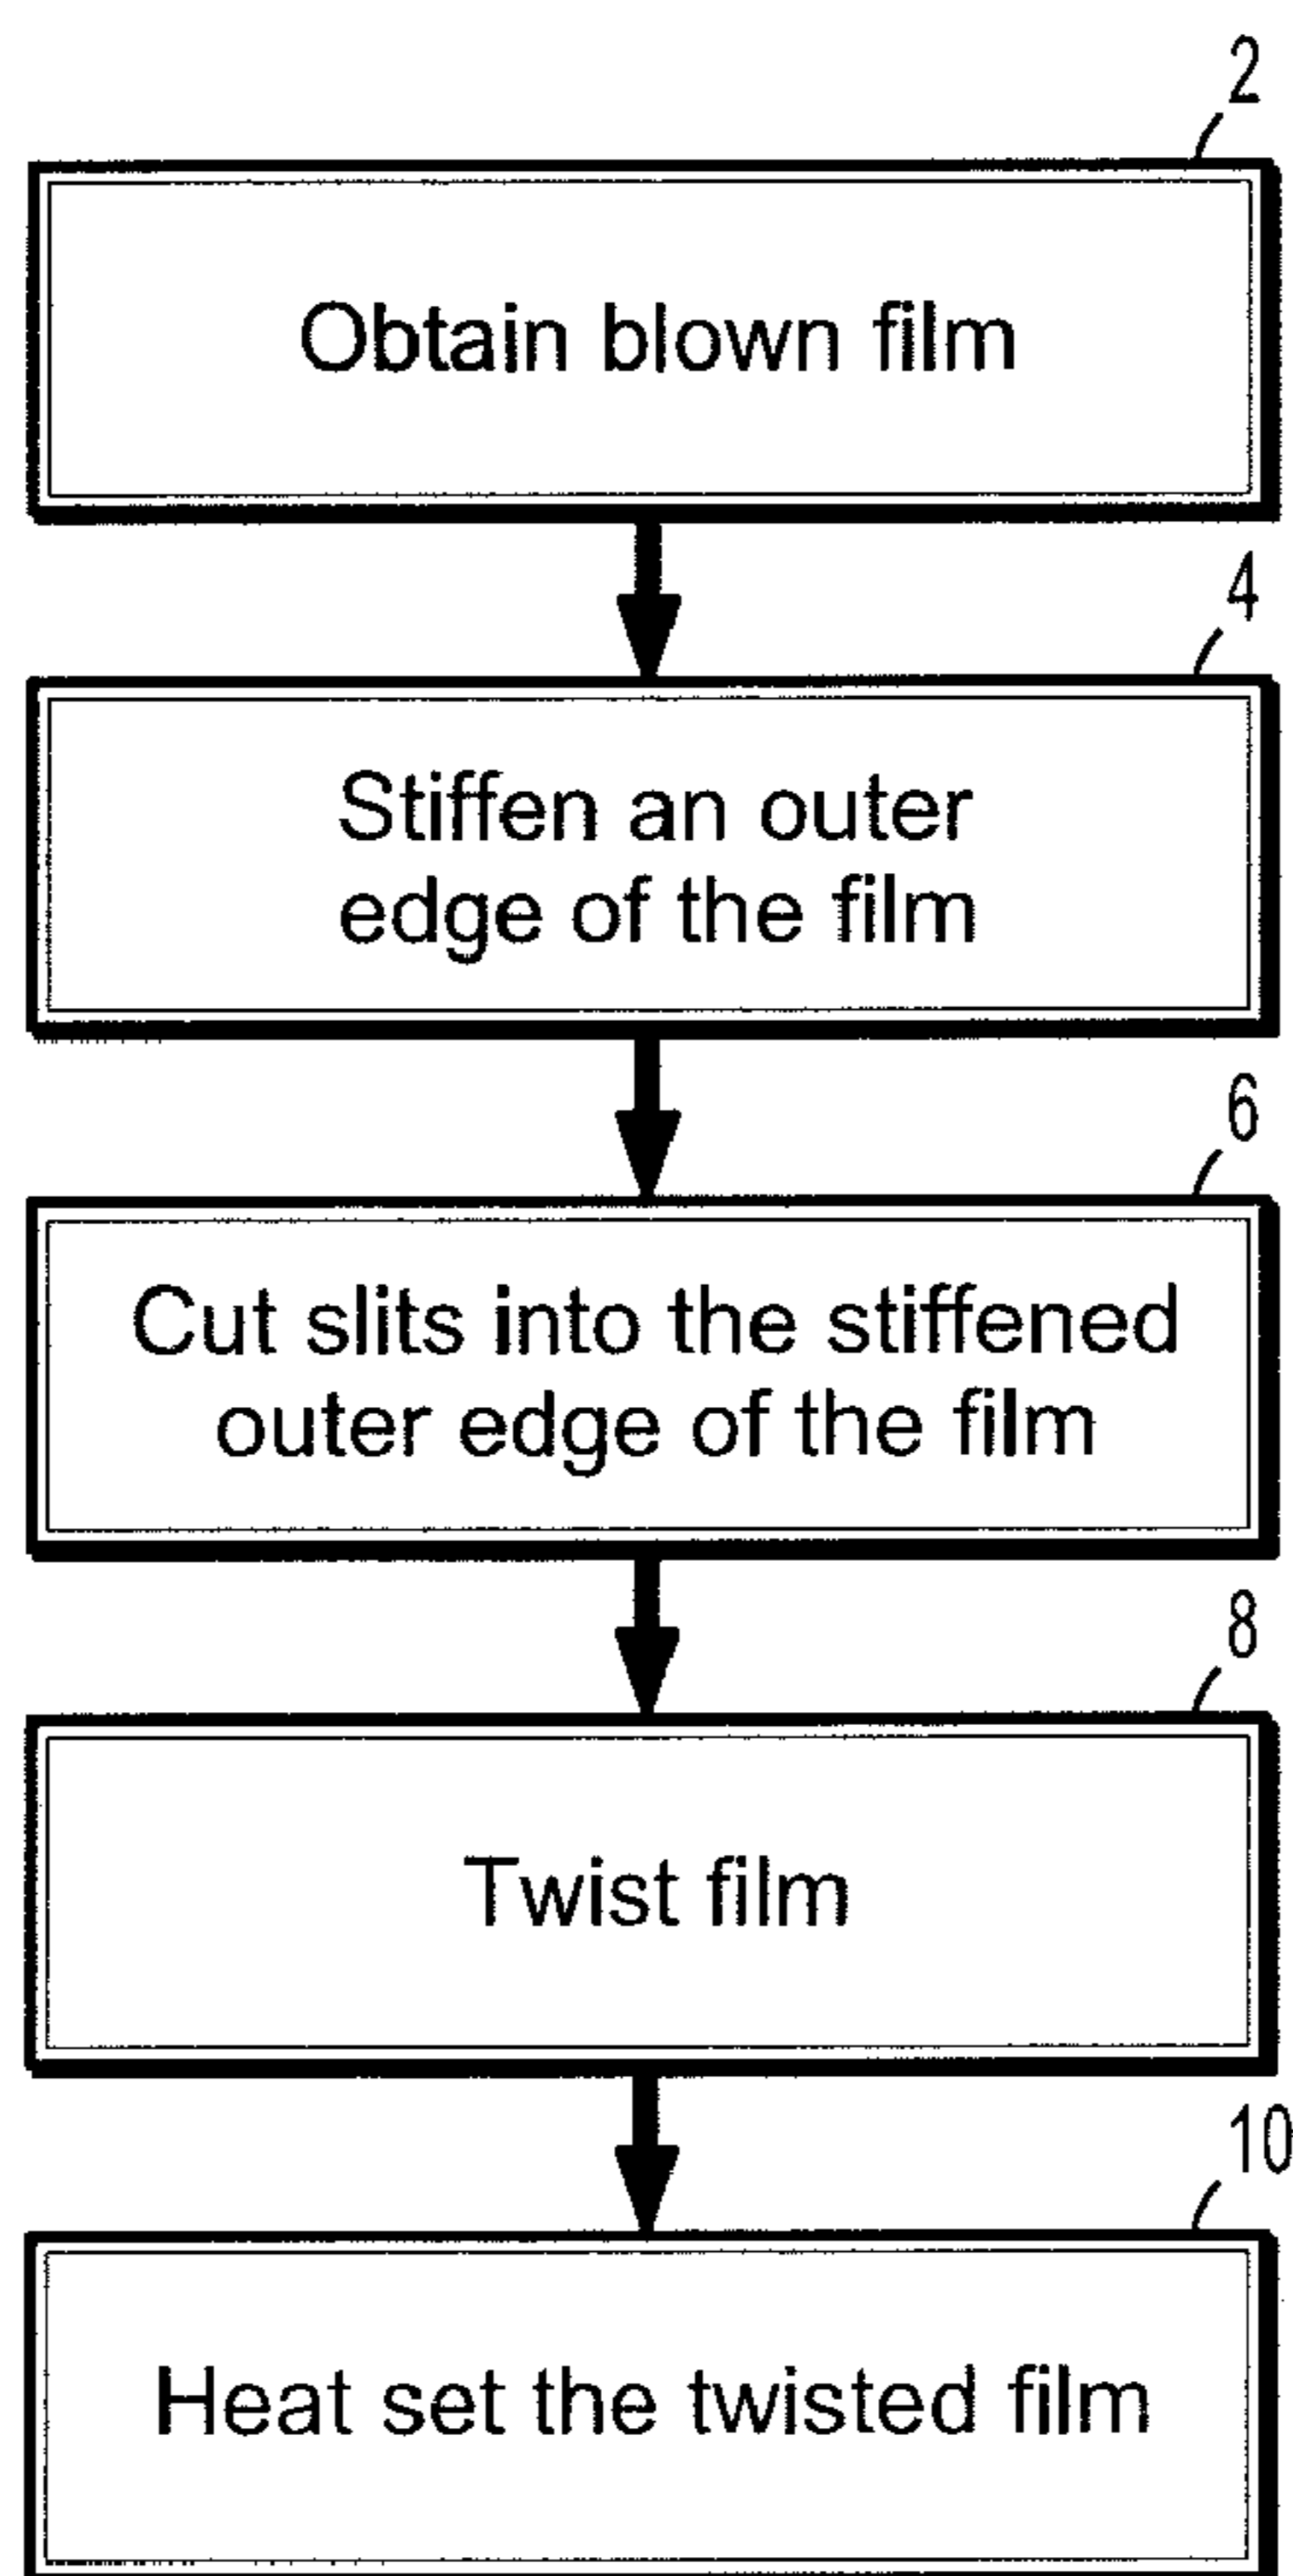 2
Obtain blown film
4
Stiffen an outer
edge of the film
6
Cut slits into the stiffened
outer edge of the film
8
Twist film
10
Heat set the twisted film